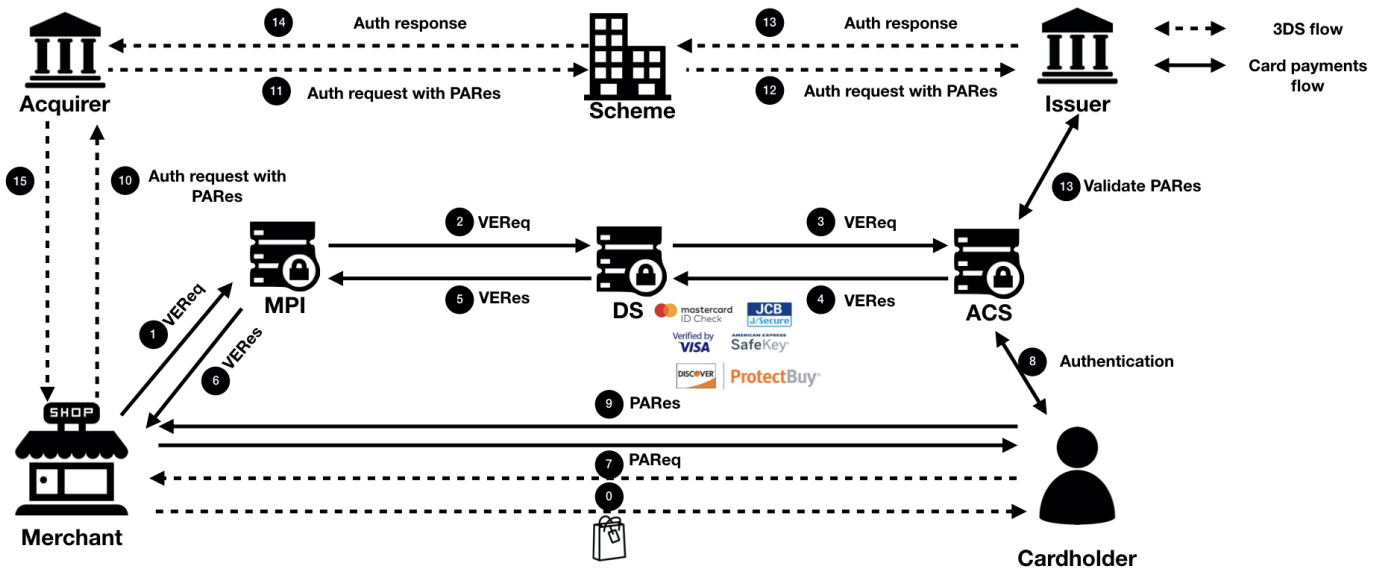 14 Auth response
13 Auth response
3DS flow
Card payments
flow
11 Auth request with PARes
12 Auth request with PARes
Acquirer
Scheme
Issuer
15
10 Auth request with
PARes
13 Validate PARes
2 VEReq
3 VEReq
MPI
5 VERes
DS
4 VERes
ACS
1 VEReq
6 VERes
mastercard
ID Check
JCB
J/Secure
Verified by
VISA
AMERICAN EXPRESS
SafeKey
DISCOVER
ProtectBuy
8 Authentication
9 PARes
SHOP
7 PAReq
0
Merchant
Cardholder